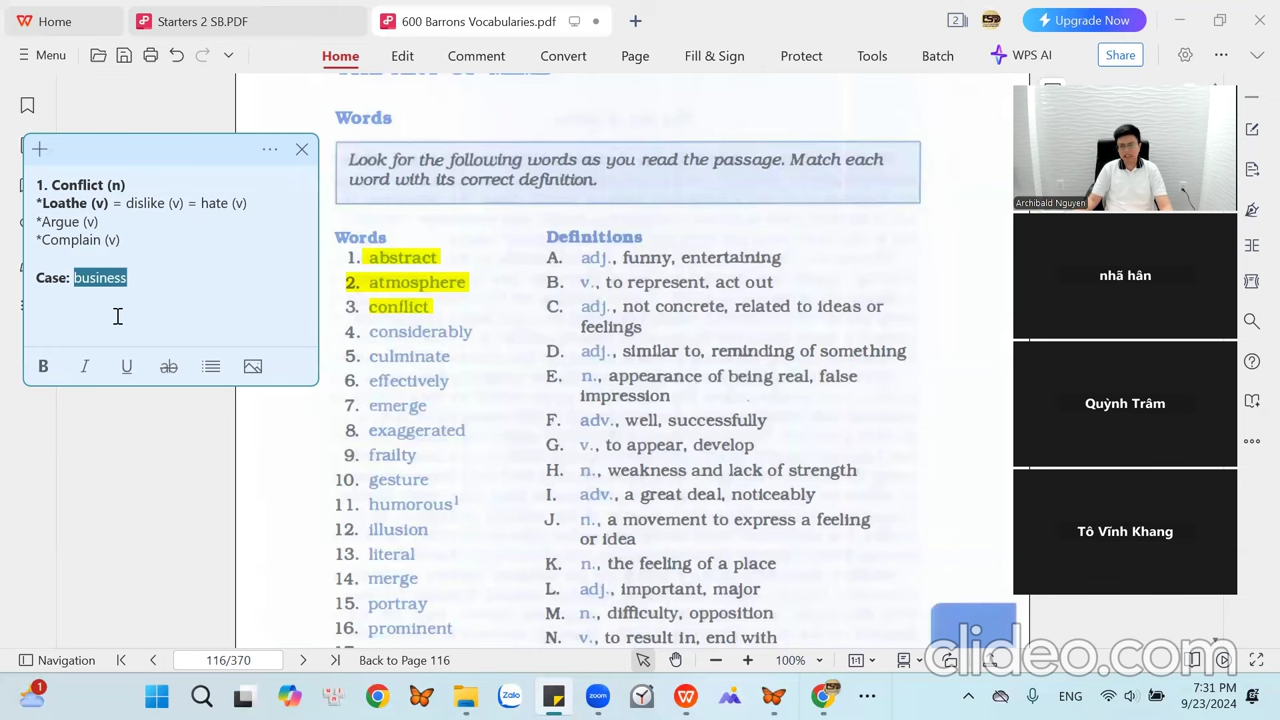 Home
Starters 2 SB.PDF
600 Barrons Vocabularies.pdf
2
Upgrade Now
Menu
Home
Edit
Comment
Convert
Page
Fill & Sign
Protect
Tools
Batch
WPS AI
Share
Words
Look for the following words as you read the passage. Match each
word with its correct definition.
Words
1. abstract
2. atmosphere
3. conflict
4. considerably
5. culminate
6. effectively
7. emerge
8. exaggerated
9. frailty
10. gesture
11. humorous¹
12. illusion
13. literal
14. merge
15. portray
16. prominent
Definitions
A. adj., funny, entertaining
B. v., to represent, act out
C. adj., not concrete, related to ideas or
feelings
D. adj., similar to, reminding of something
E. n., appearance of being real, false
impression
F. adv., well, successfully
G. v., to appear, develop
H. n., weakness and lack of strength
I. adv., a great deal, noticeably
J. n., a movement to express a feeling
or idea
K. n., the feeling of a place
L. adj., important, major
M. n., difficulty, opposition
N. v., to result in, end with
1. Conflict (n)
*Loathe (v) = dislike (v) = hate (v)
*Argue (v)
*Complain (v)
Case: business
B I U ab
Archibald Nguyen
nhã hân
Quỳnh Trâm
Tô Vĩnh Khang
Navigation
116/370
Back to Page 116
100%
1:1
clideo.com
1
Zalo
zoom
ENG
7:31 PM
9/23/2024